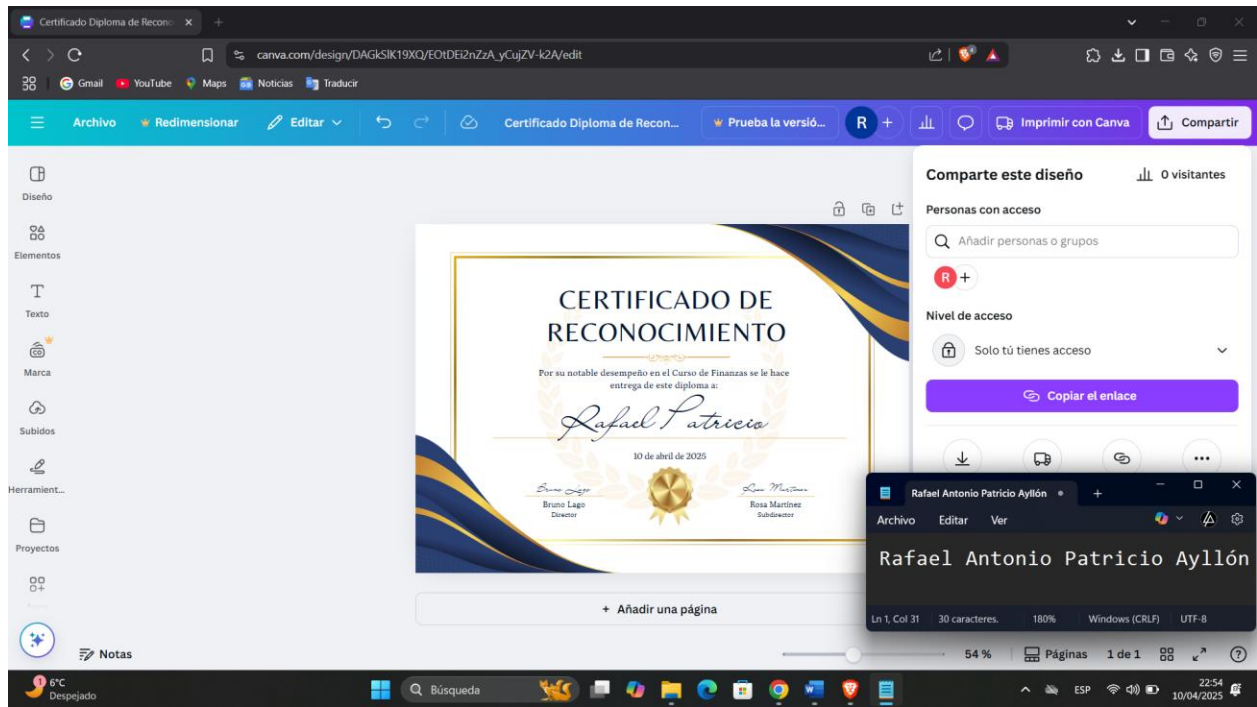 Certificado Diploma de Recono
canva.com/design/DAGkSlK19XQ/EOtDEi2nZzA_yCujZV-k2A/edit
Gmail YouTube Maps Noticias Traducir
Archivo Redimensionar Editar Certificado Diploma de Recon... Prueba la versió... R + Imprimir con Canva Compartir
Diseño
Elementos
Texto
Marca
Subidos
Herramient...
Proyectos
CERTIFICADO DE
RECONOCIMIENTO
Por su notable desempeño en el Curso de Finanzas se le hace
entrega de este diploma a:
Rafael Patricio
10 de abril de 2025
Bruno Lago Rosa Martínez
Bruno Lago Rosa Martínez
Director Subdirector
+ Añadir una página
Comparte este diseño 0 visitantes
Personas con acceso
Añadir personas o grupos
R +
Nivel de acceso
Solo tú tienes acceso
Copiar el enlace
Rafael Antonio Patricio Ayllón
Archivo Editar Ver
Rafael Antonio Patricio Ayllón
Ln 1, Col 31 30 caracteres. 180% Windows (CRLF) UTF-8
Notas 54 % Páginas 1 de 1
1 6°C
Despejado
Búsqueda
ESP 22:54
10/04/2025